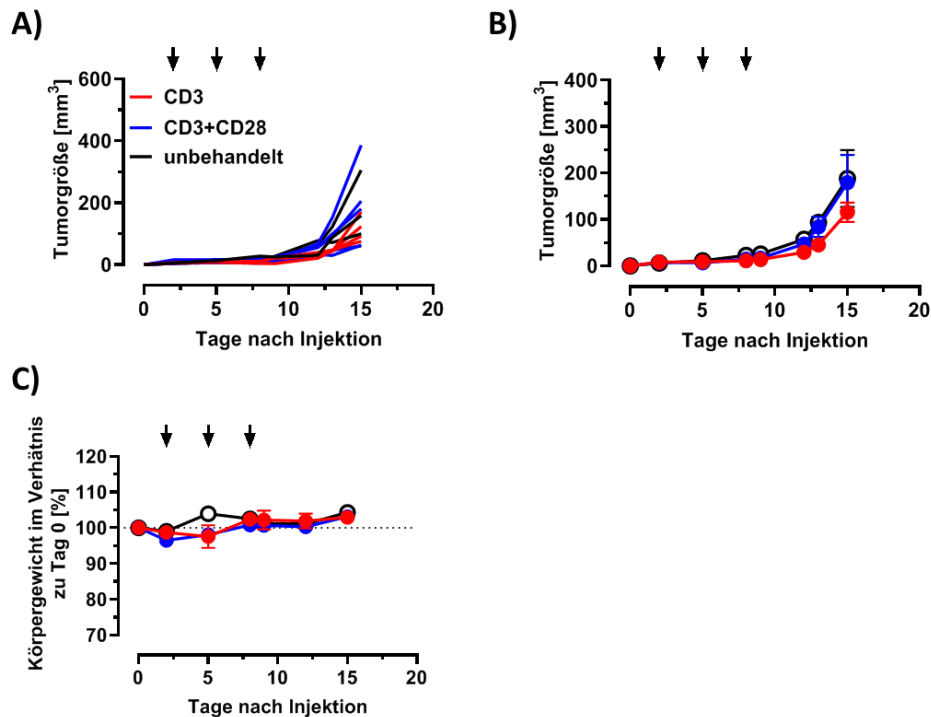 A)
Tumorgröße [mm³]
600
400
200
0
CD3
CD3+CD28
unbehandelt
0 5 10 15 20
Tage nach Injektion
B)
Tumorgröße [mm³]
400
300
200
100
0
0 5 10 15 20
Tage nach Injektion
C)
Körpergewicht im Verhätnis
zu Tag 0 [%]
120
110
100
90
80
70
0 5 10 15 20
Tage nach Injektion